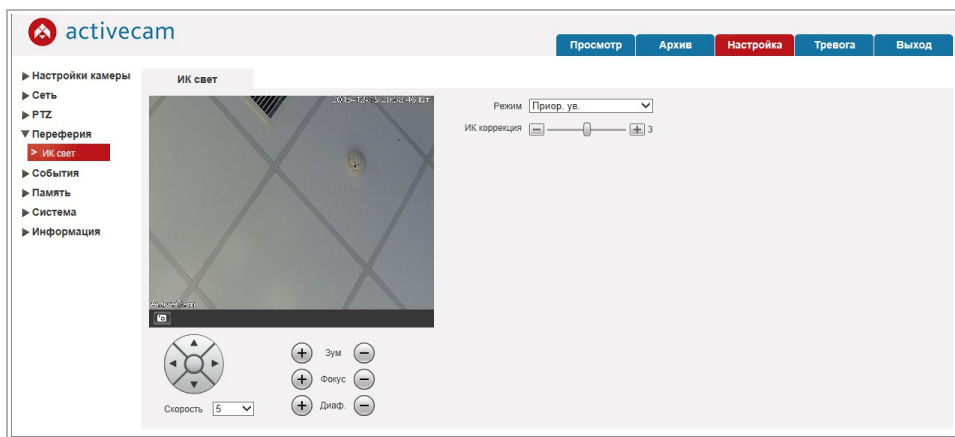 activecam
Просмотр Архив Настройка Тревога Выход
Настройки камеры
Сеть
PTZ
Переферия
> ИК свет
События
Память
Система
Информация
ИК свет
Режим Приор. ув.
ИК коррекция 3
ActiveCam
Зум
Фокус
Диаф.
Скорость 5